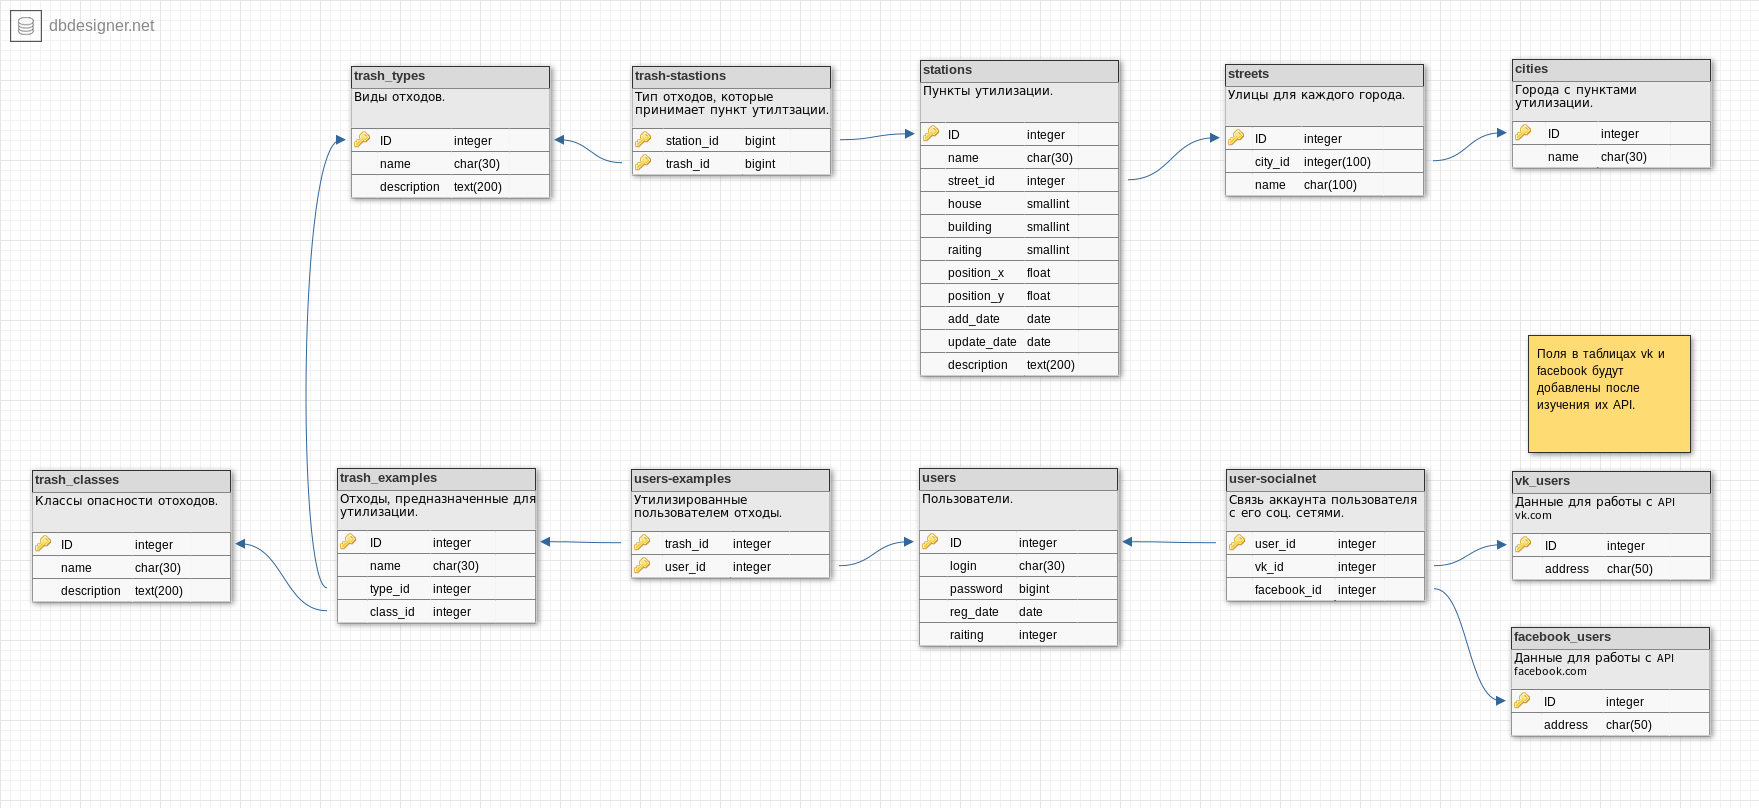 dbdesigner.net
trash_types
Виды отходов.
ID integer
name char(30)
description text(200)
trash-stastions
Тип отходов, которые
принимает пункт утилтзации.
station_id bigint
trash_id bigint
stations
Пункты утилизации.
ID integer
name char(30)
street_id integer
house smallint
building smallint
raiting smallint
position_x float
position_y float
add_date date
update_date date
description text(200)
streets
Улицы для каждого города.
ID integer
city_id integer(100)
name char(100)
cities
Города с пунктами
утилизации.
ID integer
name char(30)
Поля в таблицах vk и
facebook будут
добавлены после
изучения их API.
trash_classes
Классы опасности отоходов.
ID integer
name char(30)
description text(200)
trash_examples
Отходы, предназначенные для
утилизации.
ID integer
name char(30)
type_id integer
class_id integer
users-examples
Утилизированные
пользователем отходы.
trash_id integer
user_id integer
users
Пользователи.
ID integer
login char(30)
password bigint
reg_date date
raiting integer
user-socialnet
Связь аккаунта пользователя
с его соц. сетями.
user_id integer
vk_id integer
facebook_id integer
vk_users
Данные для работы с API
vk.com
ID integer
address char(50)
facebook_users
Данные для работы с API
facebook.com
ID integer
address char(50)